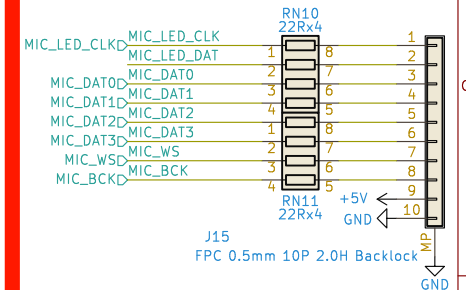 RN10
22Rx4
MIC_LED_CLK MIC_LED_CLK 1 8 1
MIC_LED_DAT 2 7 2
MIC_DAT0 MIC_DAT0 3 6 3
MIC_DAT1 MIC_DAT1 4 5 4
MIC_DAT2 MIC_DAT2 1 8 5
MIC_DAT3 MIC_DAT3 2 7 6
MIC_WS MIC_WS 3 6 7
MIC_BCK MIC_BCK 4 5 8
+5V 9
GND 10
RN11
22Rx4
MP
J15
FPC 0.5mm 10P 2.0H Backlock
GND